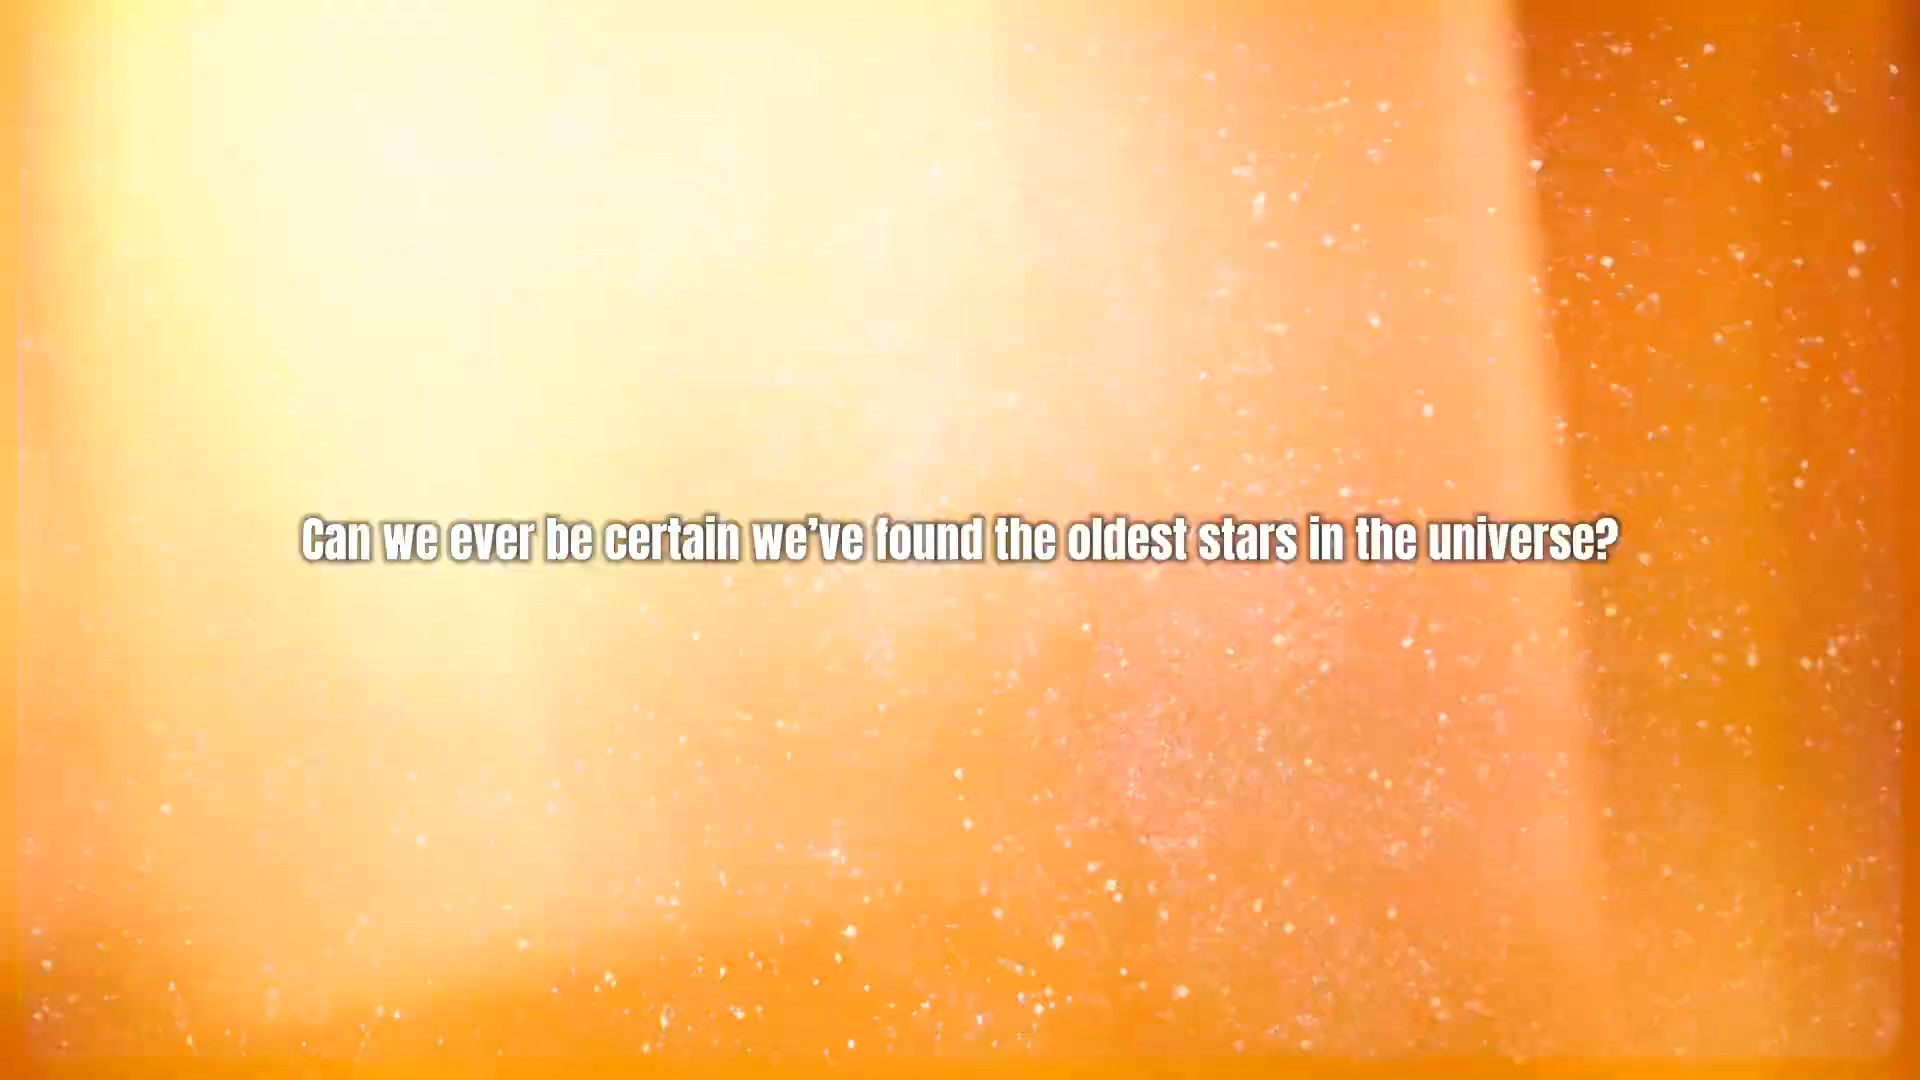 Can we ever be certain we’ve found the oldest stars in the universe?